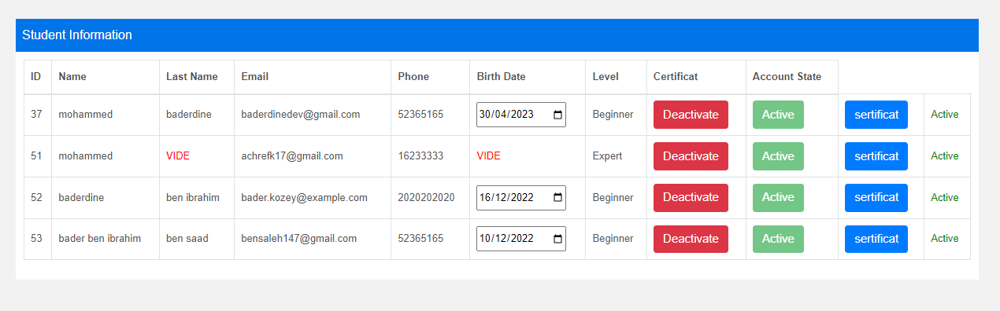 Student Information
ID Name Last Name Email Phone Birth Date Level Certificat Account State
37 mohammed baderdine baderdinedev@gmail.com 52365165 30/04/2023 Beginner Deactivate Active sertificat Active
51 mohammed VIDE achrefk17@gmail.com 16233333 VIDE Expert Deactivate Active sertificat Active
52 baderdine ben ibrahim bader.kozey@example.com 2020202020 16/12/2022 Beginner Deactivate Active sertificat Active
53 bader ben ibrahim ben saad bensaleh147@gmail.com 52365165 10/12/2022 Beginner Deactivate Active sertificat Active